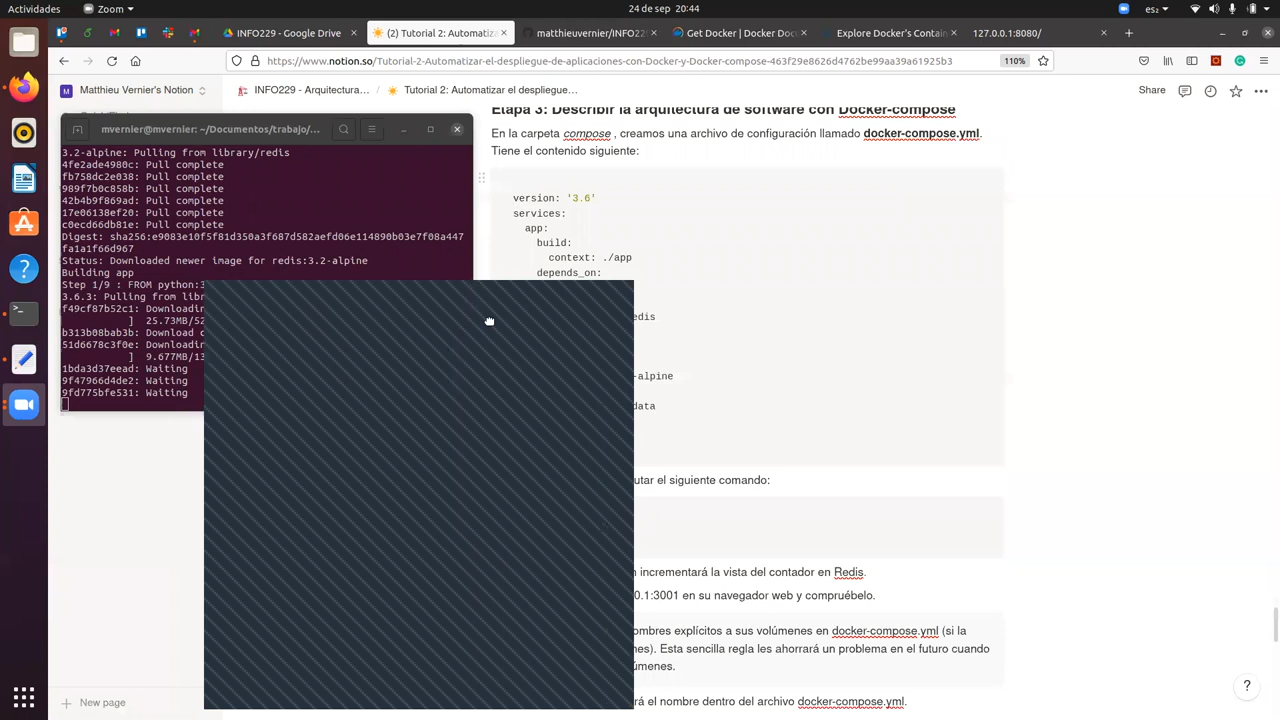 Actividades
Zoom
24 de sep 20:44
es₂
INFO229 - Google Drive
(2) Tutorial 2: Automatiz
matthieuvernier/INFO22
Get Docker | Docker Doc
Explore Docker's Contain
127.0.0.1:8080/
https://www.notion.so/Tutorial-2-Automatizar-el-despliegue-de-aplicaciones-con-Docker-y-Docker-compose-463f29e8626d4762be99aa39a61925b3
110%
M Matthieu Vernier's Notion
INFO229 - Arquitectura... / Tutorial 2: Automatizar el despliegue...
Share
mvernier@mvernier: ~/Documentos/trabajo/...
3.2-alpine: Pulling from library/redis
4fe2ade4980c: Pull complete
fb758dc2e038: Pull complete
989f7b0c858b: Pull complete
42b4b9f869ad: Pull complete
17e06138ef20: Pull complete
c0ecd66db81e: Pull complete
Digest: sha256:e9083e10f5f81d350a3f687d582aefd06e114890b03e7f08a447
fa1a1f66d967
Status: Downloaded newer image for redis:3.2-alpine
Building app
Step 1/9 : FROM python:3
3.6.3: Pulling from libr
f49cf87b52c1: Downloadin
] 25.73MB/52
b313b08bab3b: Download c
51d6678c3f0e: Downloadin
] 9.677MB/13
1bda3d37eead: Waiting
9f47966d4de2: Waiting
9fd775bfe531: Waiting
New page
Etapa 3: Describir la arquitectura de software con Docker-compose
En la carpeta compose , creamos una archivo de configuración llamado docker-compose.yml.
Tiene el contenido siguiente:
version: '3.6'
services:
app:
build:
context: ./app
depends_on:
edis
-alpine
data
utar el siguiente comando:
n incrementará la vista del contador en Redis.
0.1:3001 en su navegador web y compruébelo.
ombres explícitos a sus volúmenes en docker-compose.yml (si la
nes). Esta sencilla regla les ahorrará un problema en el futuro cuando
úmenes.
rá el nombre dentro del archivo docker-compose.yml.
?